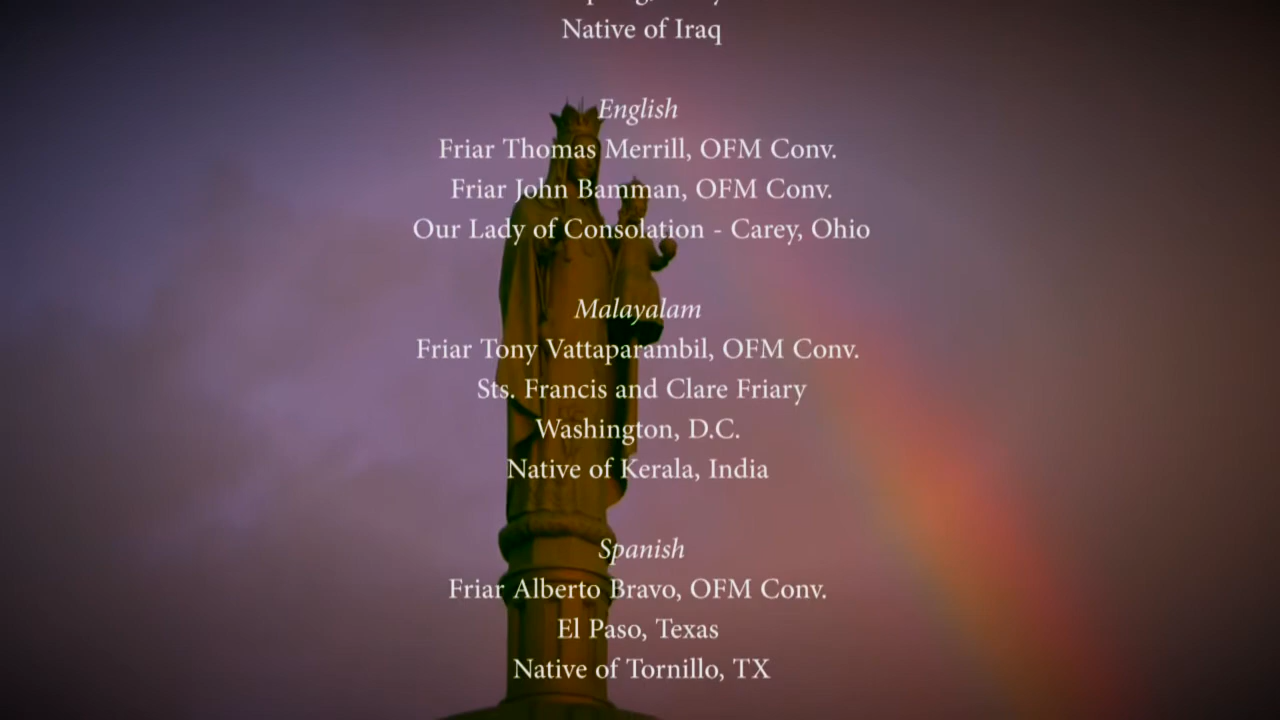 Native of Iraq
English
Friar Thomas Merrill, OFM Conv.
Friar John Bamman, OFM Conv.
Our Lady of Consolation - Carey, Ohio
Malayalam
Friar Tony Vattaparambil, OFM Conv.
Sts. Francis and Clare Friary
Washington, D.C.
Native of Kerala, India
Spanish
Friar Alberto Bravo, OFM Conv.
El Paso, Texas
Native of Tornillo, TX